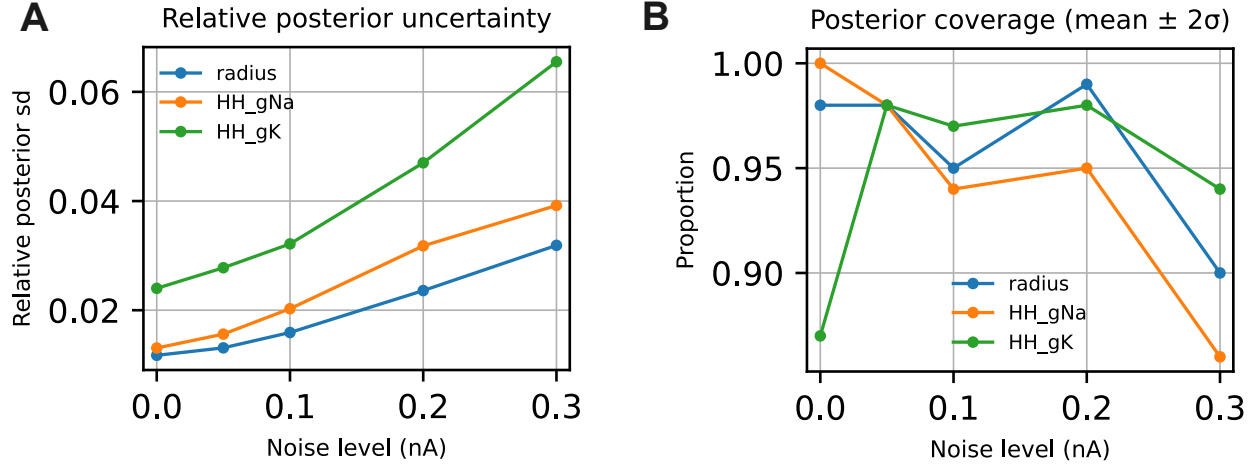 A
Relative posterior uncertainty
Relative posterior sd
0.06
0.04
0.02
radius
HH_gNa
HH_gK
0.0 0.1 0.2 0.3
Noise level (nA)
B
Posterior coverage (mean ± 2σ)
Proportion
1.00
0.95
0.90
radius
HH_gNa
HH_gK
0.0 0.1 0.2 0.3
Noise level (nA)